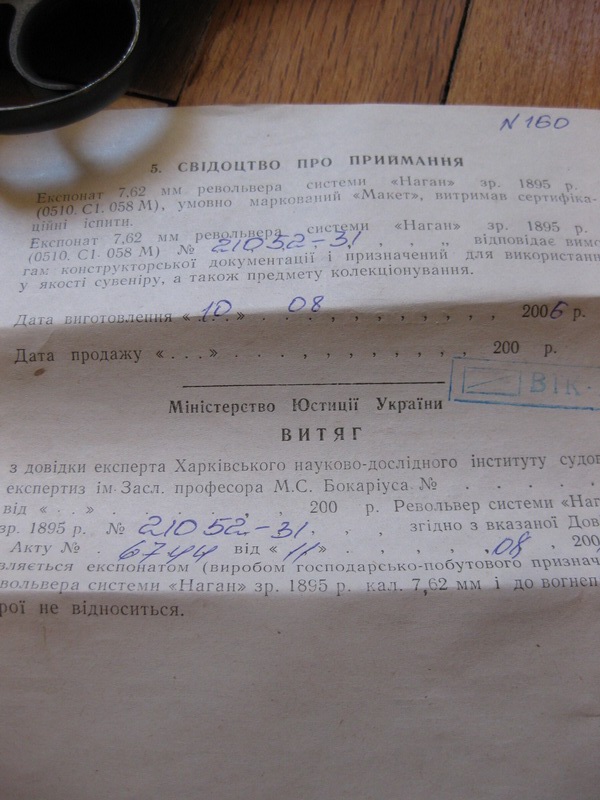 N 160
5. СВІДОЦТВО ПРО ПРИЙМАННЯ
Експонат 7,62 мм револьвера системи «Наган» зр. 1895 р.
(0510. С1. 058 М), умовно маркований «Макет», витримав сертифіка-
ційні іспити.
Експонат 7,62 мм револьвера системи «Наган» зр. 1895 р.
(0510. С1. 058 М) № 21052-31 , , „ відповідає вимо
гам конструкторської документації і призначений для використанн
у якості сувеніру, а також предмету колекціонування.
Дата виготовлення « 10 » 08 2006 р.
Дата продажу « . . . » . . , , , , , , , , 200 р.
ВІК
Міністерство Юстиції України
ВИТЯГ
з довідки експерта Харківського науково-дослідного інституту судов
експертиз ім. Засл. професора М.С. Бокаріуса № . . . . .
від « . . » . . . . , 200 р. Револьвер системи «Наг
зр. 1895 р. № 21052-31 , , , згідно з вказаної Дов
Акту № 6744 від « 11 » . . , , , 08 , 200
вляється експонатом (виробом господарсько-побутового признач
вольвера системи «Наган» зр. 1895 р. кал. 7,62 мм і до вогнеп
рої не відноситься.